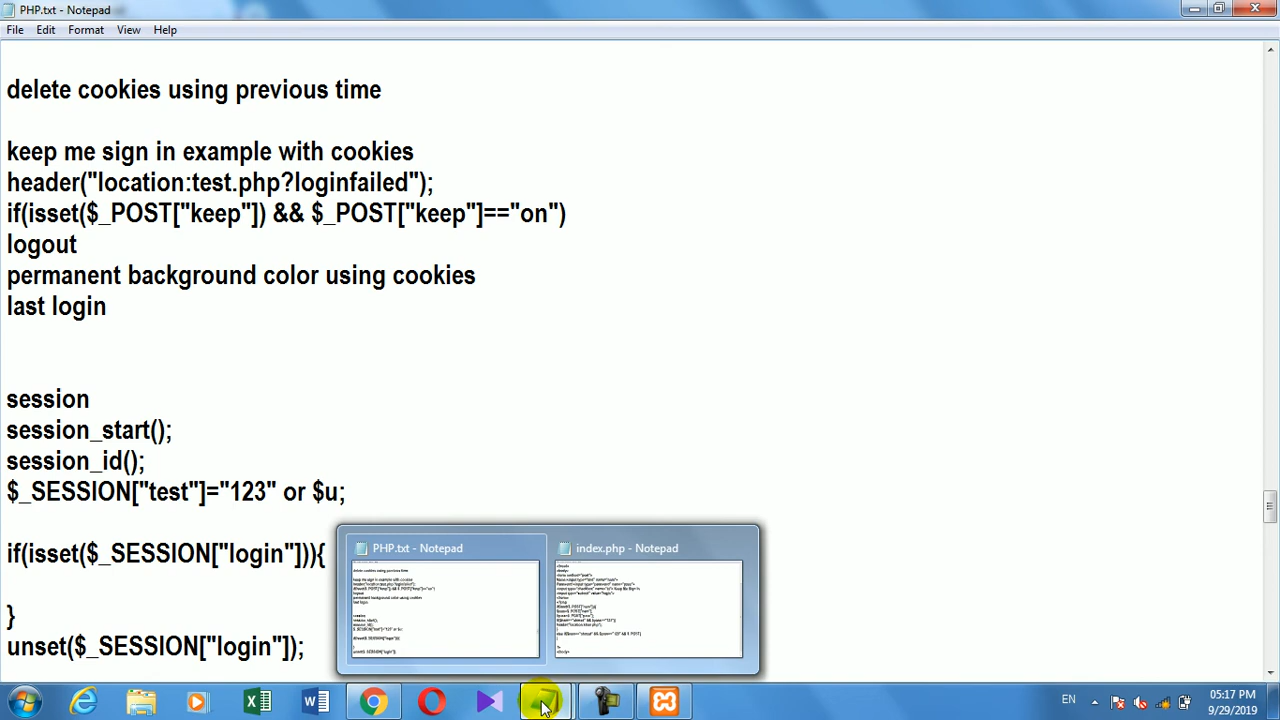 PHP.txt - Notepad
File Edit Format View Help
delete cookies using previous time
keep me sign in example with cookies
header("location:test.php?loginfailed");
if(isset($_POST["keep"]) && $_POST["keep"]=="on")
logout
permanent background color using cookies
last login
session
session_start();
session_id();
$_SESSION["test"]="123" or $u;
if(isset($_SESSION["login"])){
}
unset($_SESSION["login"]);
PHP.txt - Notepad
index.php - Notepad
EN
05:17 PM
9/29/2019